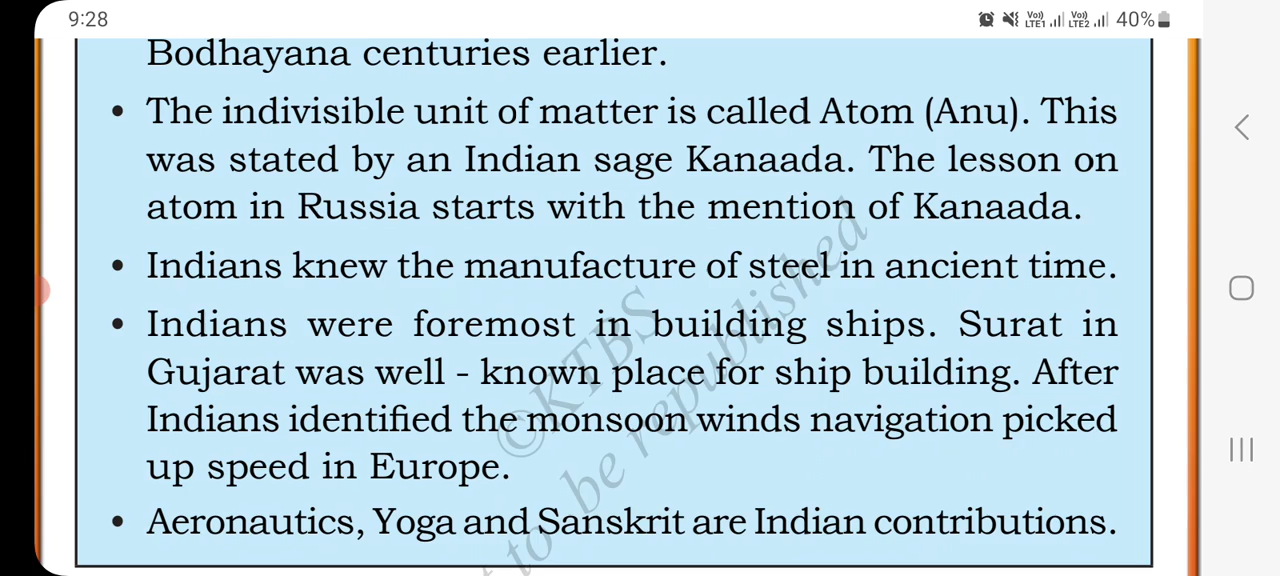 9:28
Vo)) LTE1 Vo)) LTE2 40%
Bodhayana centuries earlier.
• The indivisible unit of matter is called Atom (Anu). This
was stated by an Indian sage Kanaada. The lesson on
atom in Russia starts with the mention of Kanaada.
• Indians knew the manufacture of steel in ancient time.
• Indians were foremost in building ships. Surat in
Gujarat was well - known place for ship building. After
Indians identified the monsoon winds navigation picked
up speed in Europe.
• Aeronautics, Yoga and Sanskrit are Indian contributions.
©KTBS
to be republished